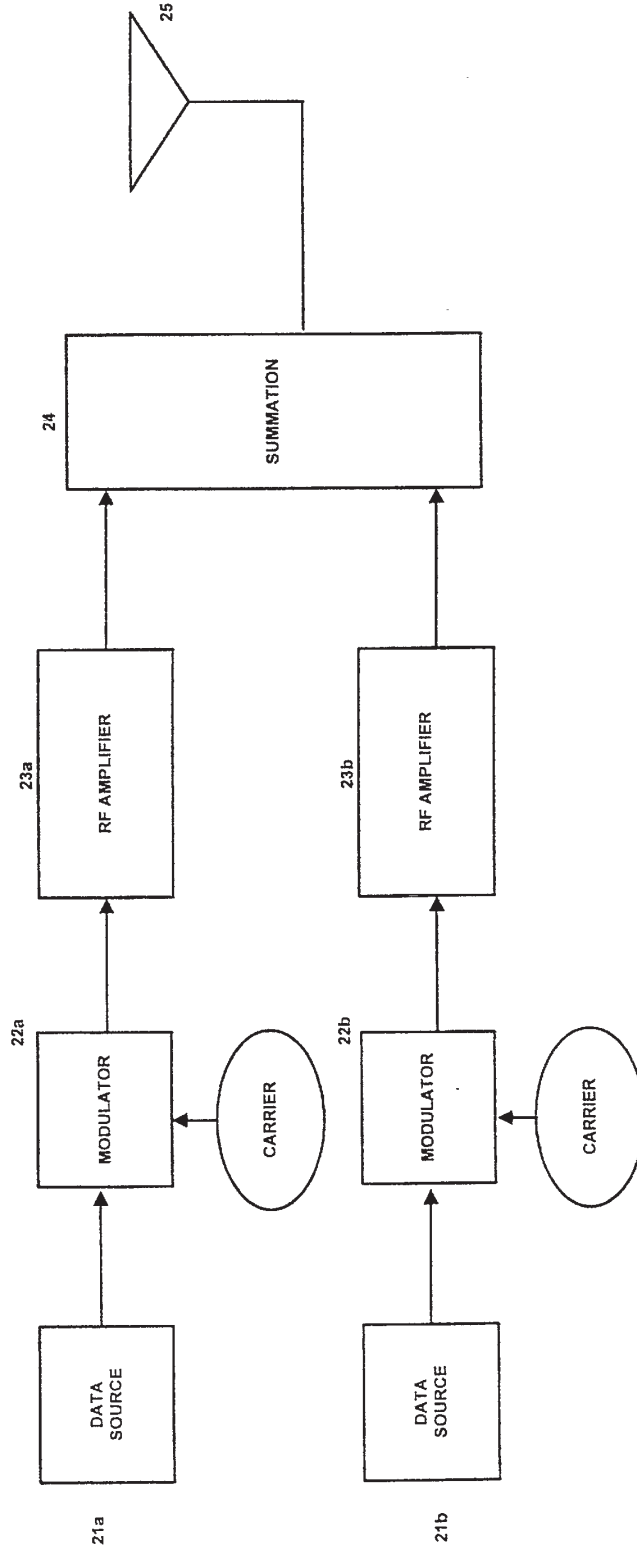 21a
DATA
SOURCE
22a
MODULATOR
CARRIER
23a
RF AMPLIFIER
24
SUMMATION
25
21b
DATA
SOURCE
22b
MODULATOR
CARRIER
23b
RF AMPLIFIER